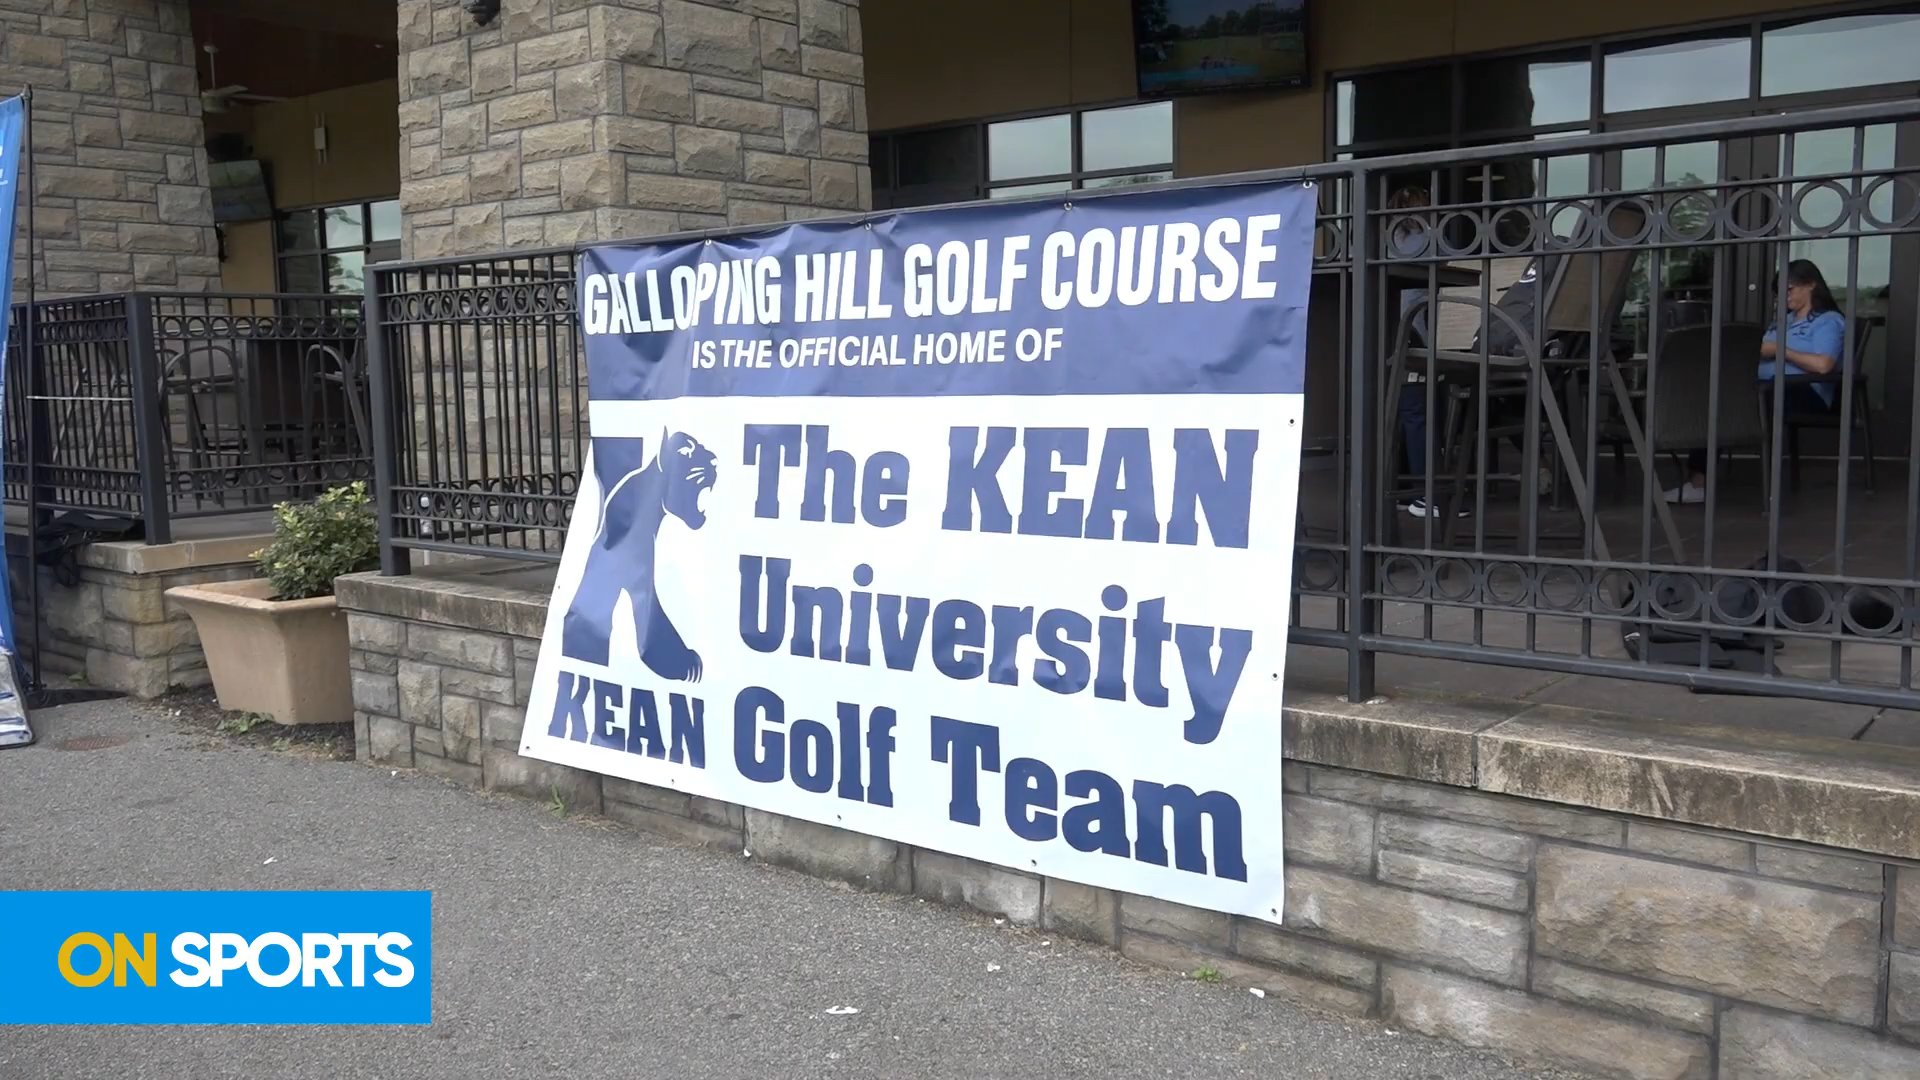 GALLOPING HILL GOLF COURSE
IS THE OFFICIAL HOME OF
The KEAN
University
Golf Team
KEAN
ON SPORTS